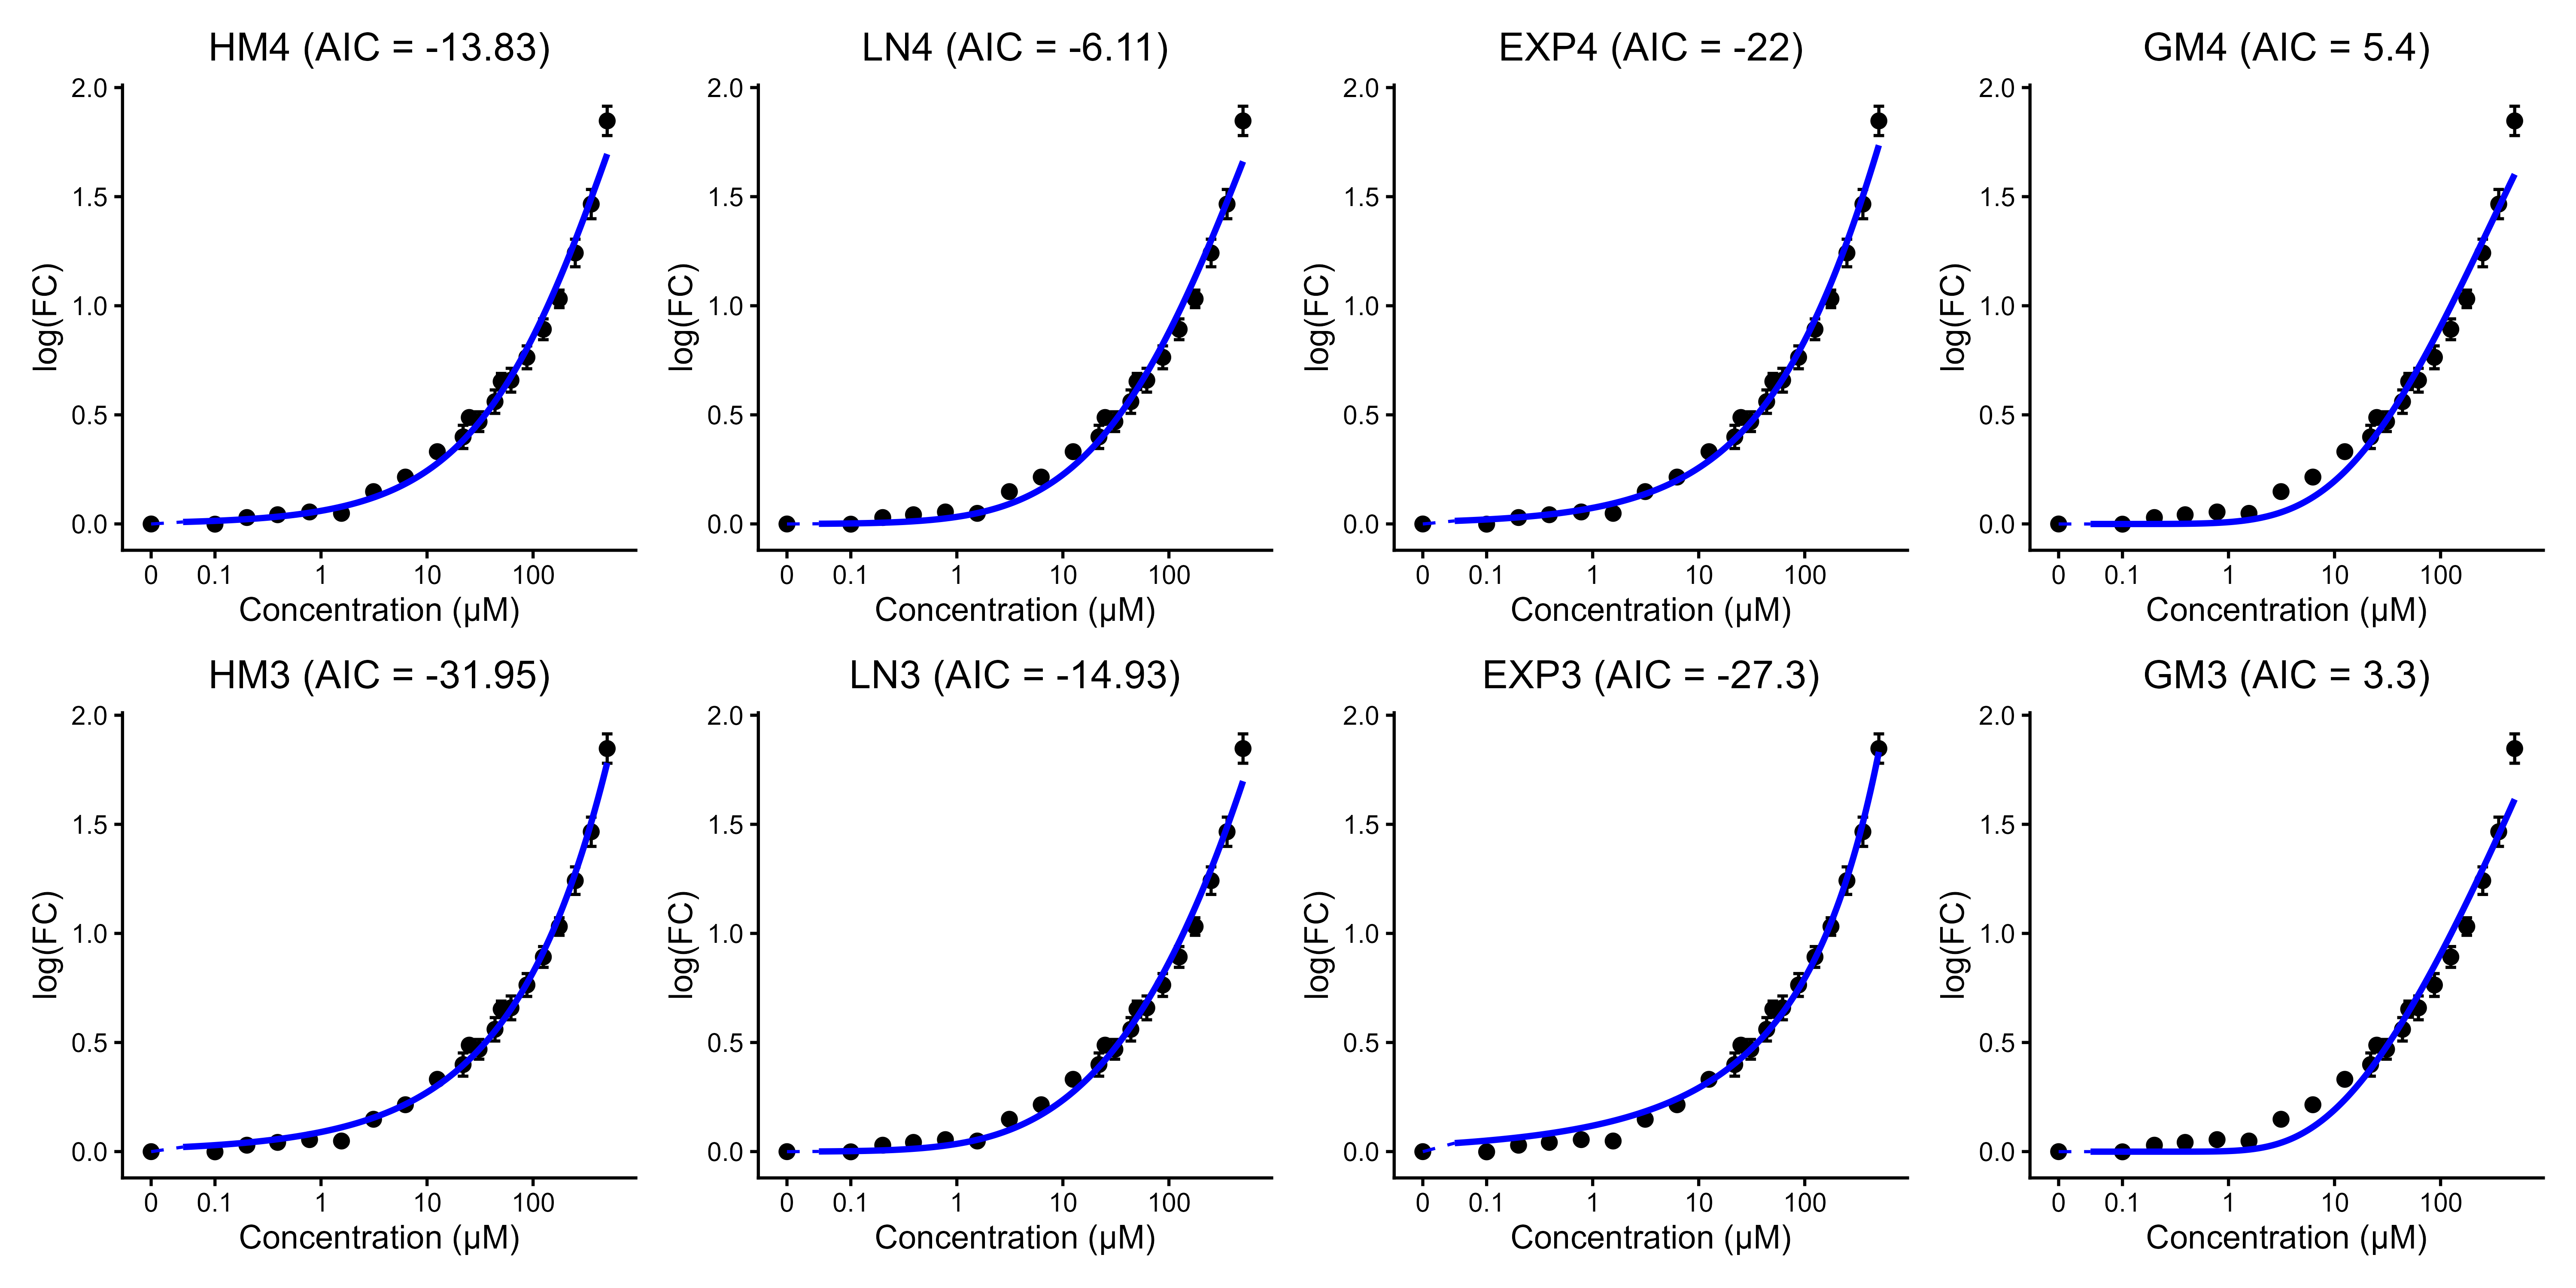 HM4 (AIC = -13.83)
2.0
1.5
1.0
0.5
0.0
log(FC)
0 0.1 1 10 100
Concentration (µM)
LN4 (AIC = -6.11)
2.0
1.5
1.0
0.5
0.0
log(FC)
0 0.1 1 10 100
Concentration (µM)
EXP4 (AIC = -22)
2.0
1.5
1.0
0.5
0.0
log(FC)
0 0.1 1 10 100
Concentration (µM)
GM4 (AIC = 5.4)
2.0
1.5
1.0
0.5
0.0
log(FC)
0 0.1 1 10 100
Concentration (µM)
HM3 (AIC = -31.95)
2.0
1.5
1.0
0.5
0.0
log(FC)
0 0.1 1 10 100
Concentration (µM)
LN3 (AIC = -14.93)
2.0
1.5
1.0
0.5
0.0
log(FC)
0 0.1 1 10 100
Concentration (µM)
EXP3 (AIC = -27.3)
2.0
1.5
1.0
0.5
0.0
log(FC)
0 0.1 1 10 100
Concentration (µM)
GM3 (AIC = 3.3)
2.0
1.5
1.0
0.5
0.0
log(FC)
0 0.1 1 10 100
Concentration (µM)